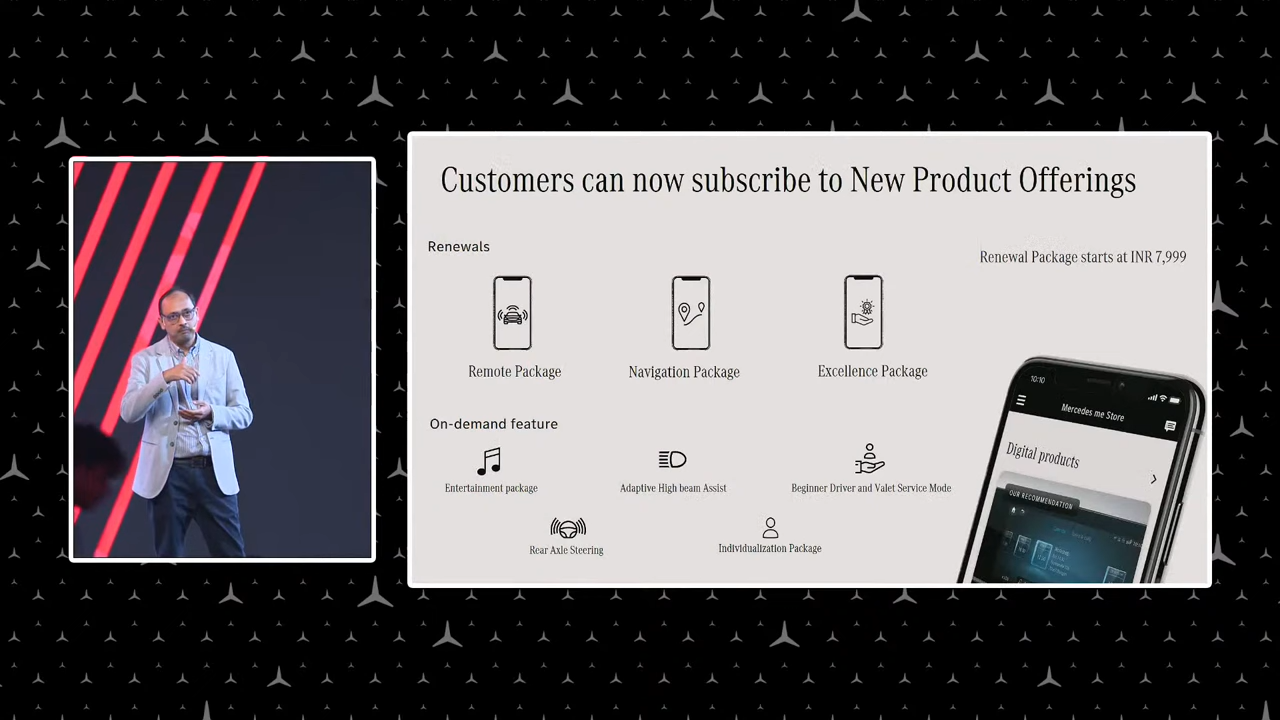 Customers can now subscribe to New Product Offerings
Renewals
Renewal Package starts at INR 7,999
Remote Package
Navigation Package
Excellence Package
On-demand feature
Entertainment package
Adaptive High beam Assist
Beginner Driver and Valet Service Mode
Rear Axle Steering
Individualization Package
10:10
Mercedes me Store
Digital products
OUR RECOMMENDATION